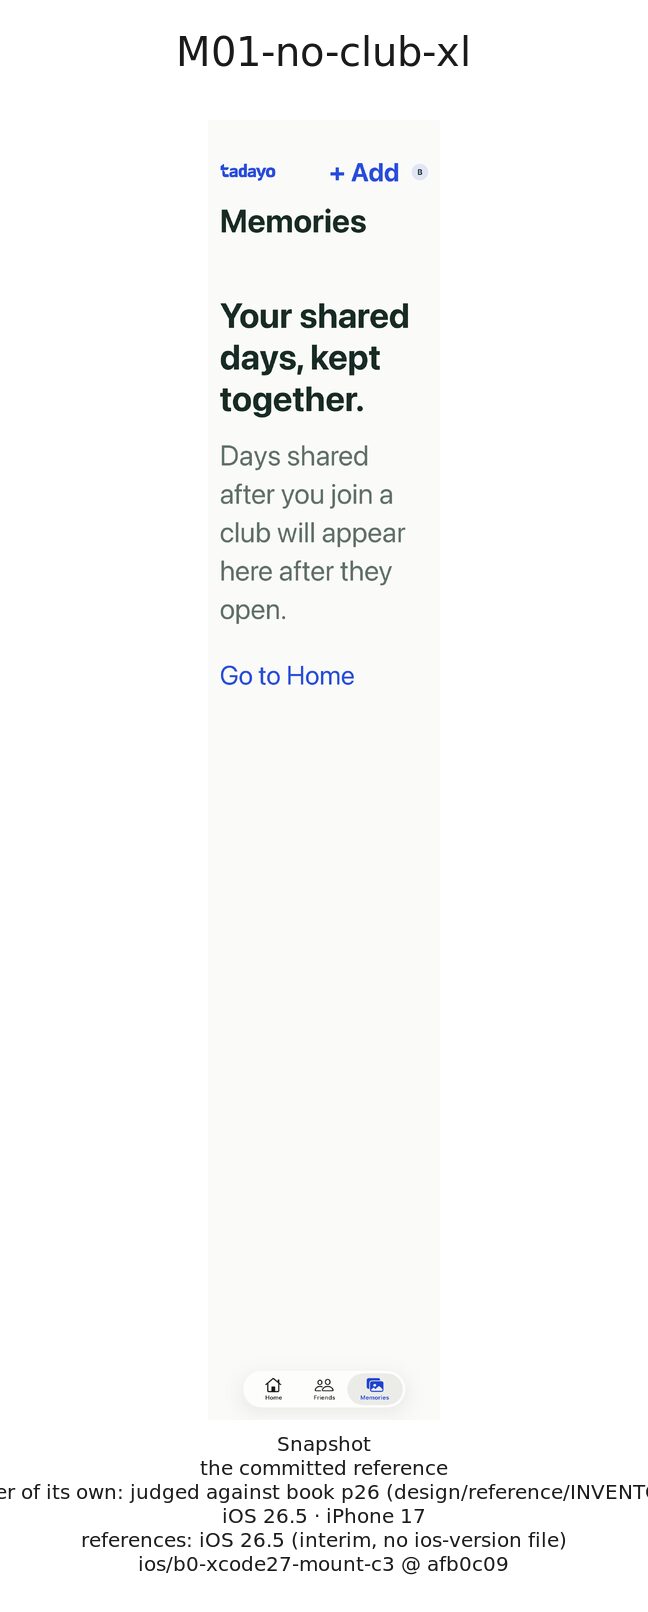 M01-no-club-xl
tadayo
+ Add
B
Memories
Your shared
days, kept
together.
Days shared
after you join a
club will appear
here after they
open.
Go to Home
Home
Friends
Memories
Snapshot
the committed reference
er of its own: judged against book p26 (design/reference/INVENT
iOS 26.5 · iPhone 17
references: iOS 26.5 (interim, no ios-version file)
ios/b0-xcode27-mount-c3 @ afb0c09